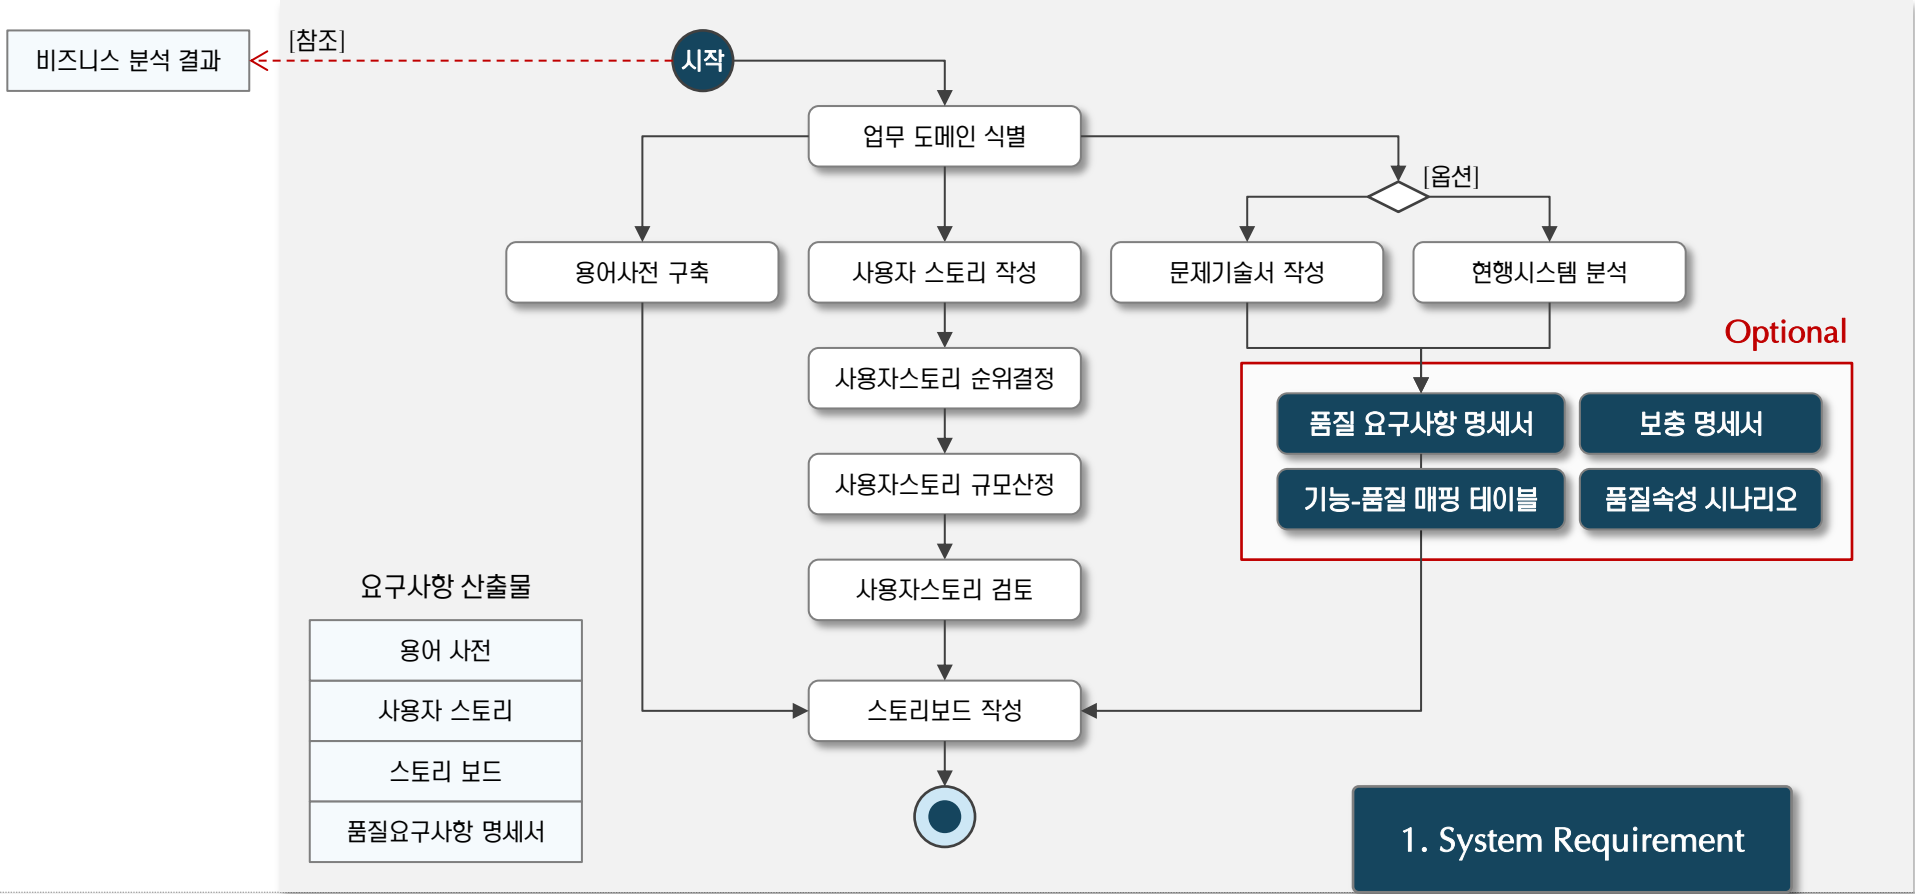 비즈니스 분석 결과
[참조]
시작
업무 도메인 식별
[옵션]
용어사전 구축
사용자 스토리 작성
문제기술서 작성
현행시스템 분석
Optional
사용자스토리 순위결정
품질 요구사항 명세서
보충 명세서
사용자스토리 규모산정
기능-품질 매핑 테이블
품질속성 시나리오
사용자스토리 검토
요구사항 산출물
용어 사전
사용자 스토리
스토리 보드
품질요구사항 명세서
스토리보드 작성
1. System Requirement